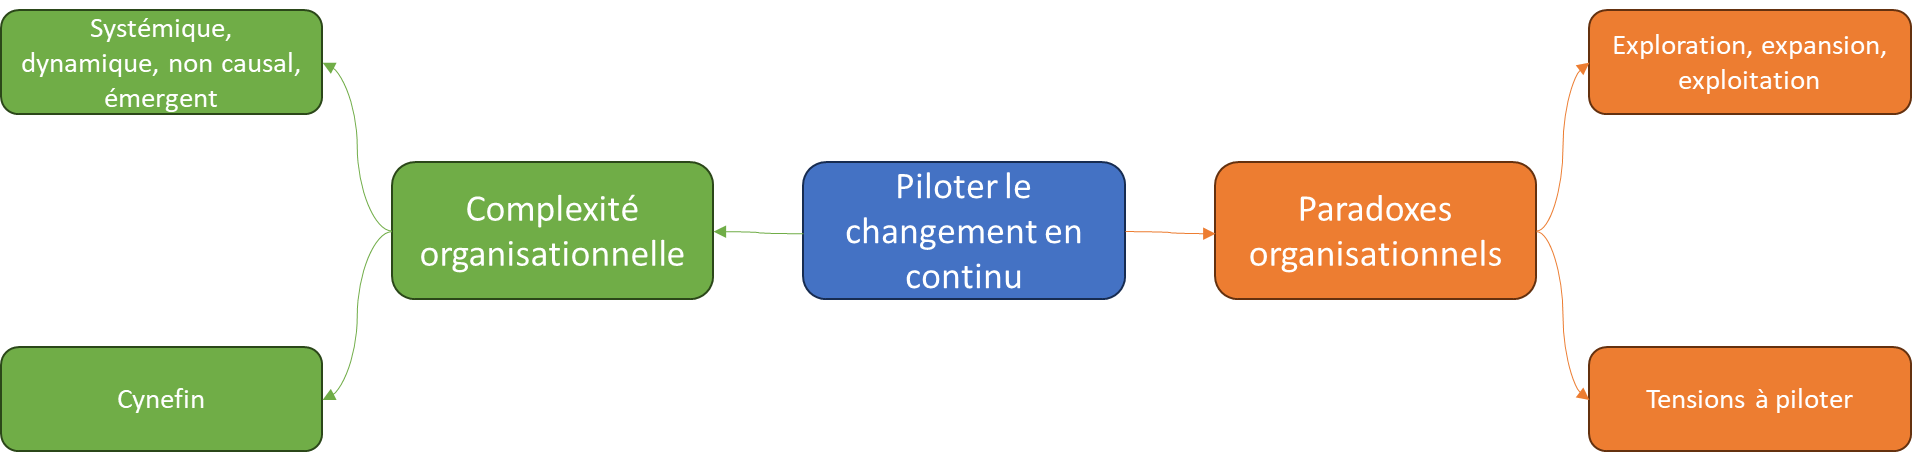 Systémique,
dynamique, non causal,
émergent
Cynefin
Complexité
organisationnelle
Piloter le
changement en
continu
Paradoxes
organisationnels
Exploration, expansion,
exploitation
Tensions à piloter